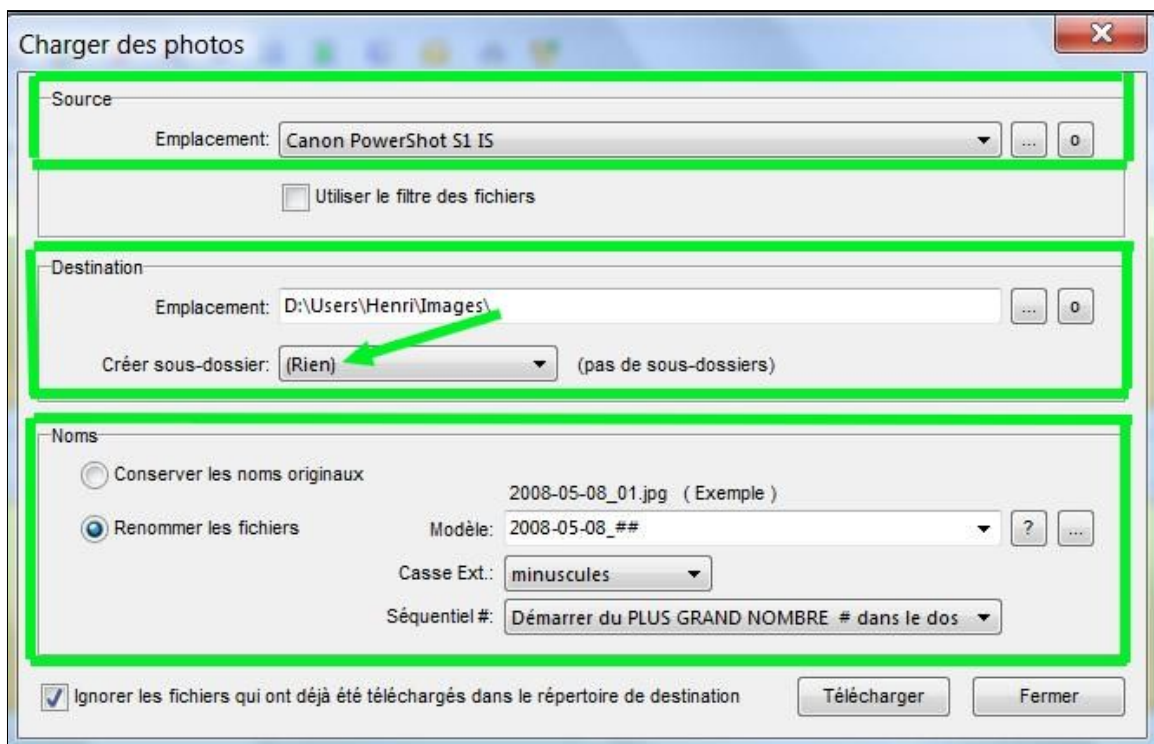 Charger des photos
Source
Emplacement: Canon PowerShot S1 IS ... o
Utiliser le filtre des fichiers
Destination
Emplacement: D:\Users\Henri\Images\ ... o
Créer sous-dossier: (Rien) (pas de sous-dossiers)
Noms
Conserver les noms originaux
2008-05-08_01.jpg ( Exemple )
Renommer les fichiers Modèle: 2008-05-08_## ? ...
Casse Ext.: minuscules
Séquentiel #: Démarrer du PLUS GRAND NOMBRE # dans le dos
Ignorer les fichiers qui ont déjà été téléchargés dans le répertoire de destination Télécharger Fermer